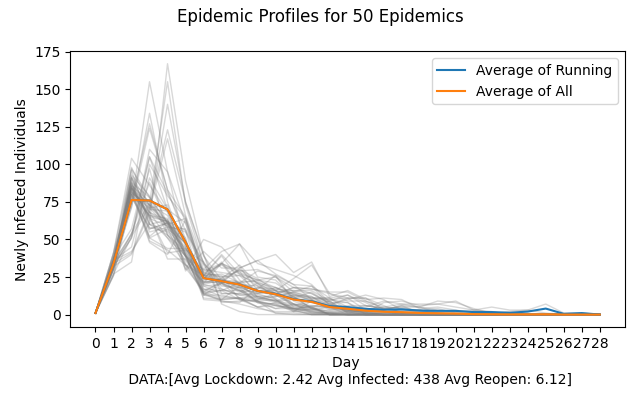 Epidemic Profiles for 50 Epidemics
175
150
125
100
75
50
25
0
Newly Infected Individuals
Average of Running
Average of All
0 1 2 3 4 5 6 7 8 9 10 11 12 13 14 15 16 17 18 19 20 21 22 23 24 25 26 27 28
Day
DATA:[Avg Lockdown: 2.42 Avg Infected: 438 Avg Reopen: 6.12]